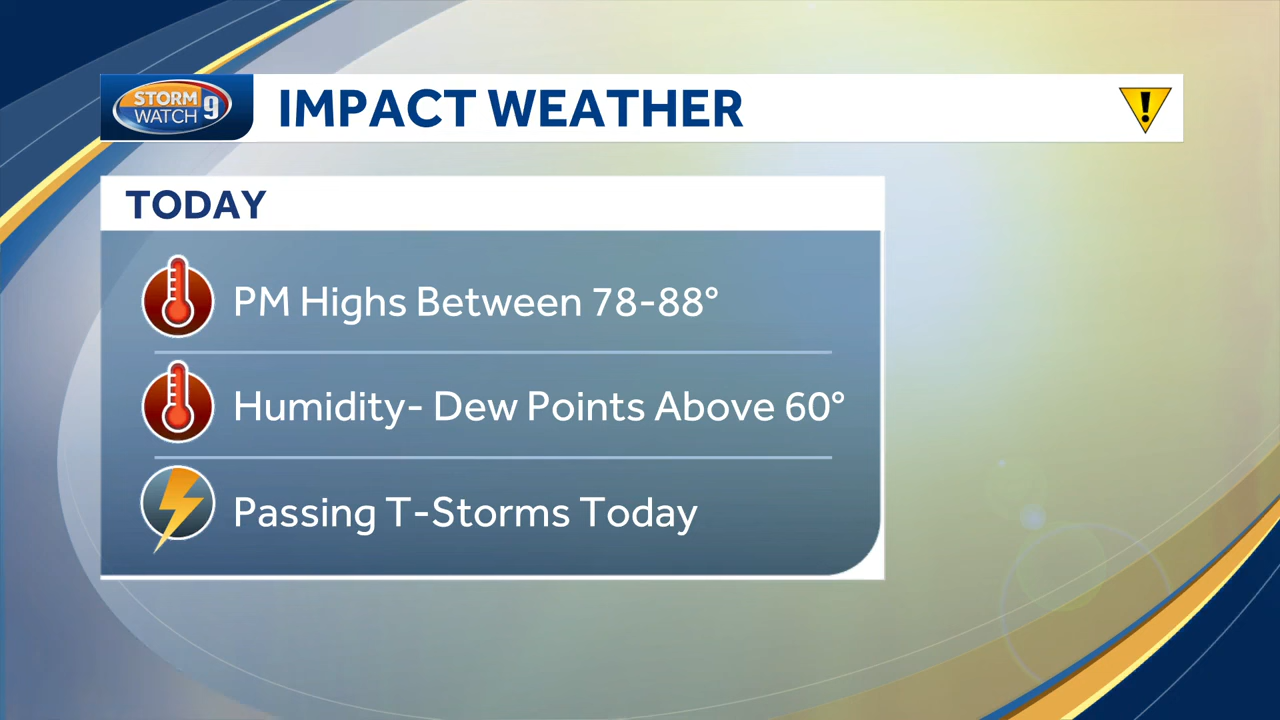 STORM
WATCH 9
IMPACT WEATHER
!
TODAY
PM Highs Between 78-88°
Humidity- Dew Points Above 60°
Passing T-Storms Today